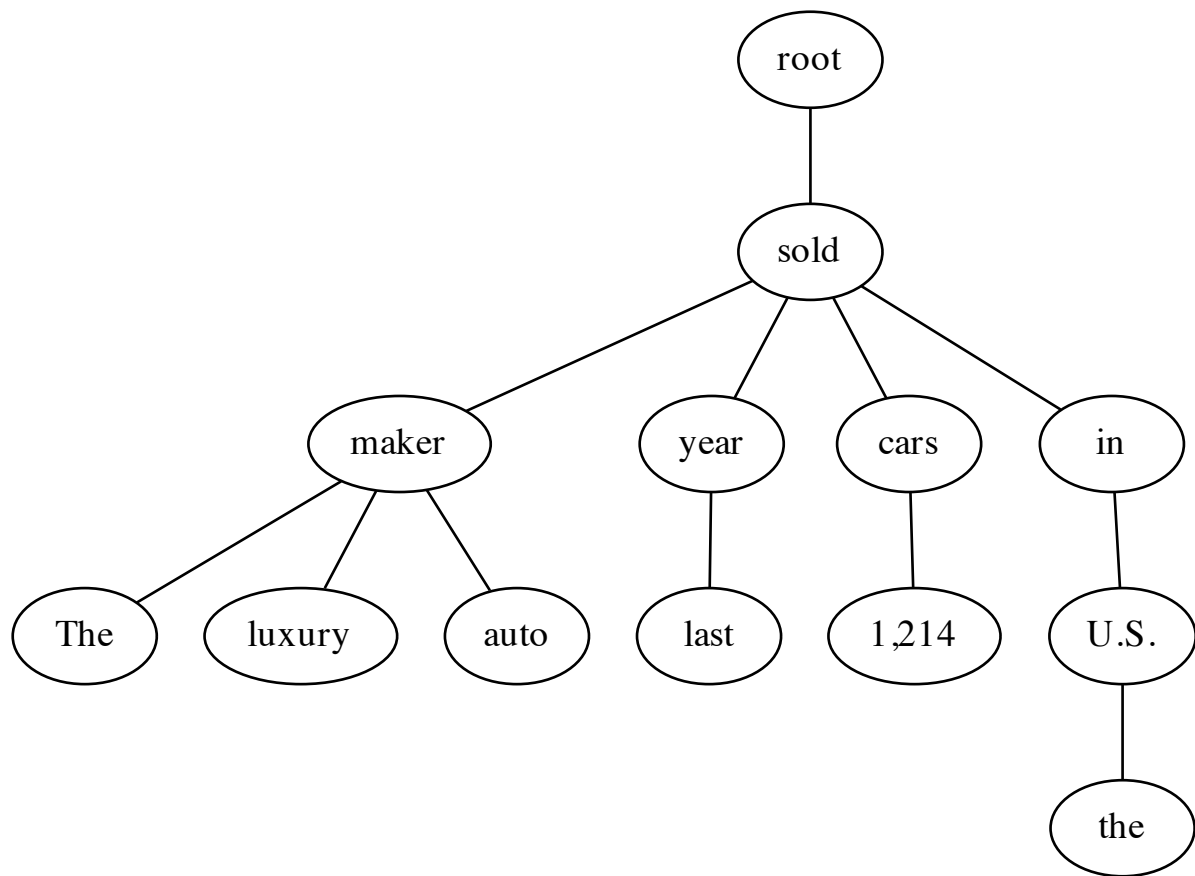 root
sold
maker year cars in
The luxury auto last 1,214 U.S.
the